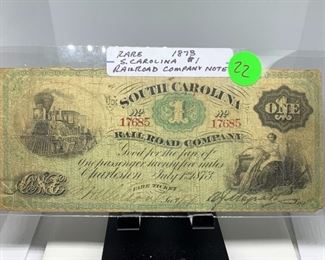 RARE 1873
S. CAROLINA $1
RAILROAD COMPANY NOTE
22
SOUTH CAROLINA
No 1 No
17685 17685
ONE
RAIL ROAD COMPANY
Good for the fare of
One passenger twenty five miles
Charleston July 1st 1873.
FARE TICKET
ONE